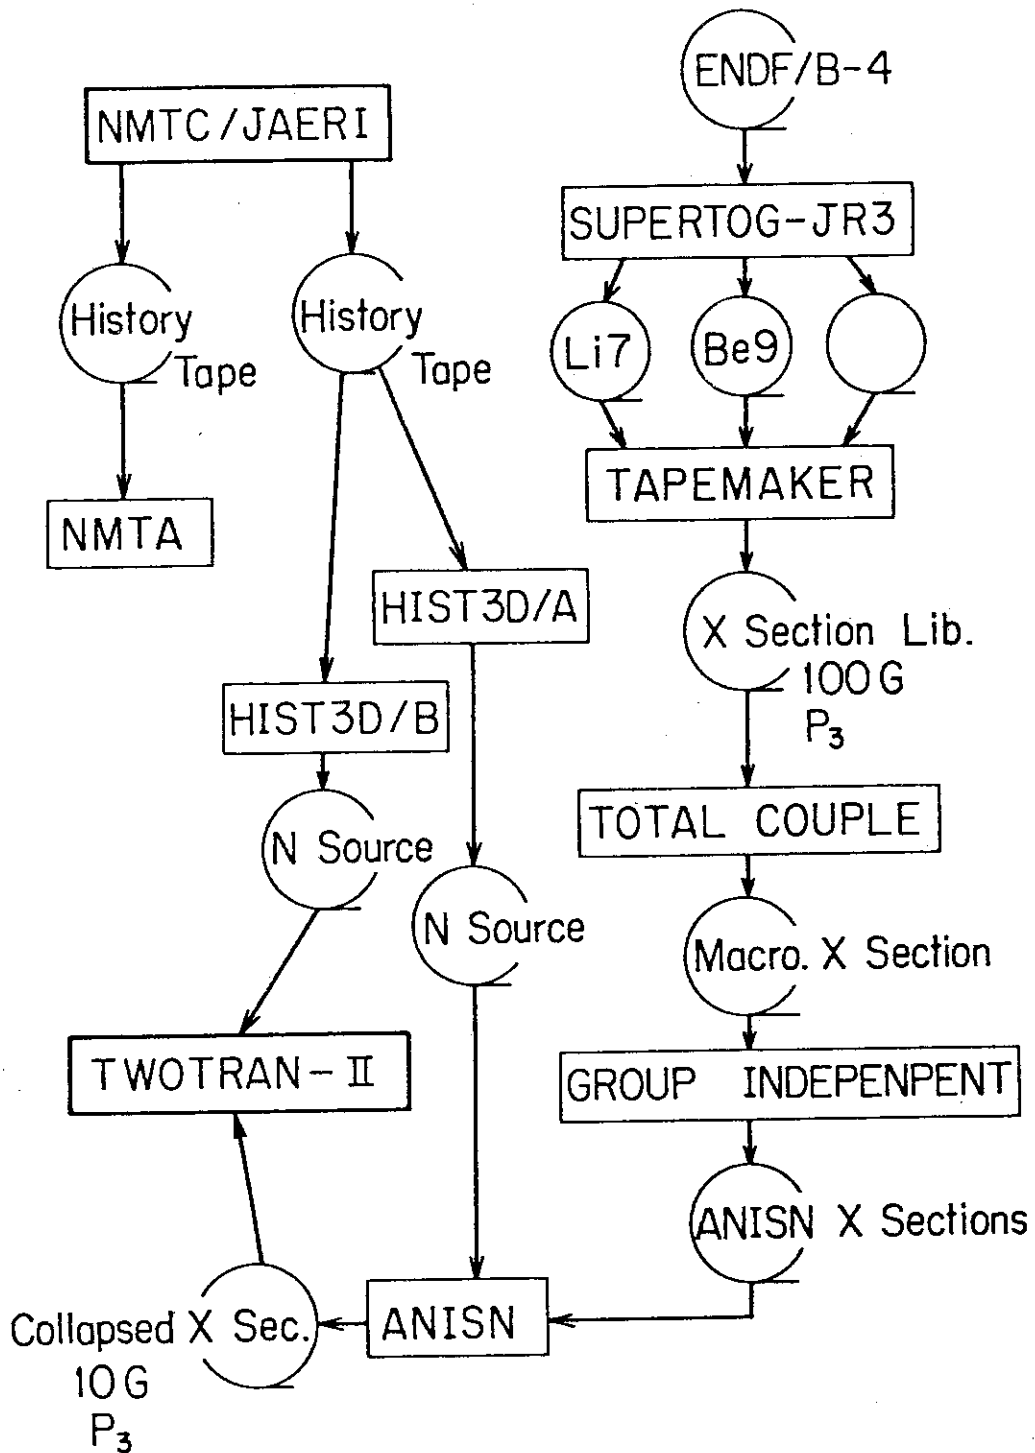 ENDF/B-4
NMTC/JAERI
SUPERTOG-JR3
History
Tape
History
Tape
Li7
Be9
TAPEMAKER
NMTA
HIST3D/A
X Section Lib.
100G
P₃
HIST3D/B
TOTAL COUPLE
N Source
N Source
Macro. X Section
TWOTRAN-II
GROUP INDEPENPENT
ANISN X Sections
Collapsed X Sec.
10G
P₃
ANISN